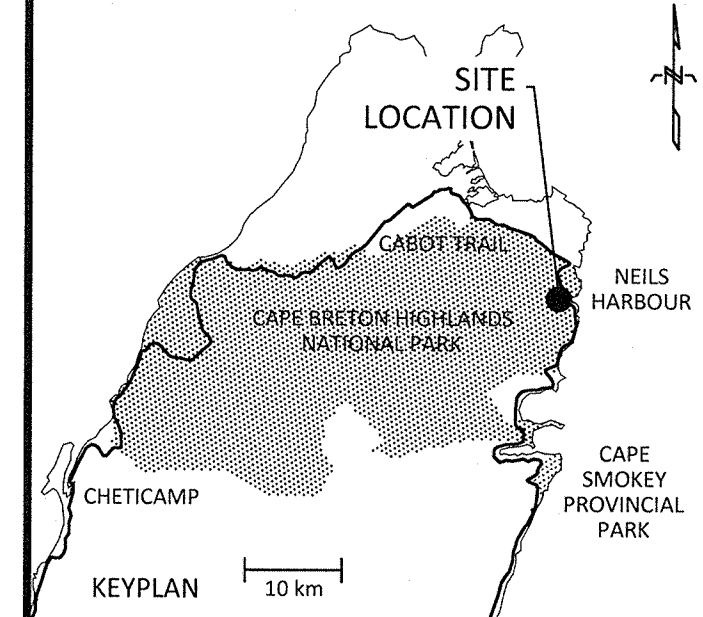 SITE
LOCATION
N
CABOT TRAIL
NEILS
HARBOUR
CAPE BRETON HIGHLANDS
NATIONAL PARK
CAPE
SMOKEY
PROVINCIAL
PARK
CHETICAMP
KEYPLAN
10 km